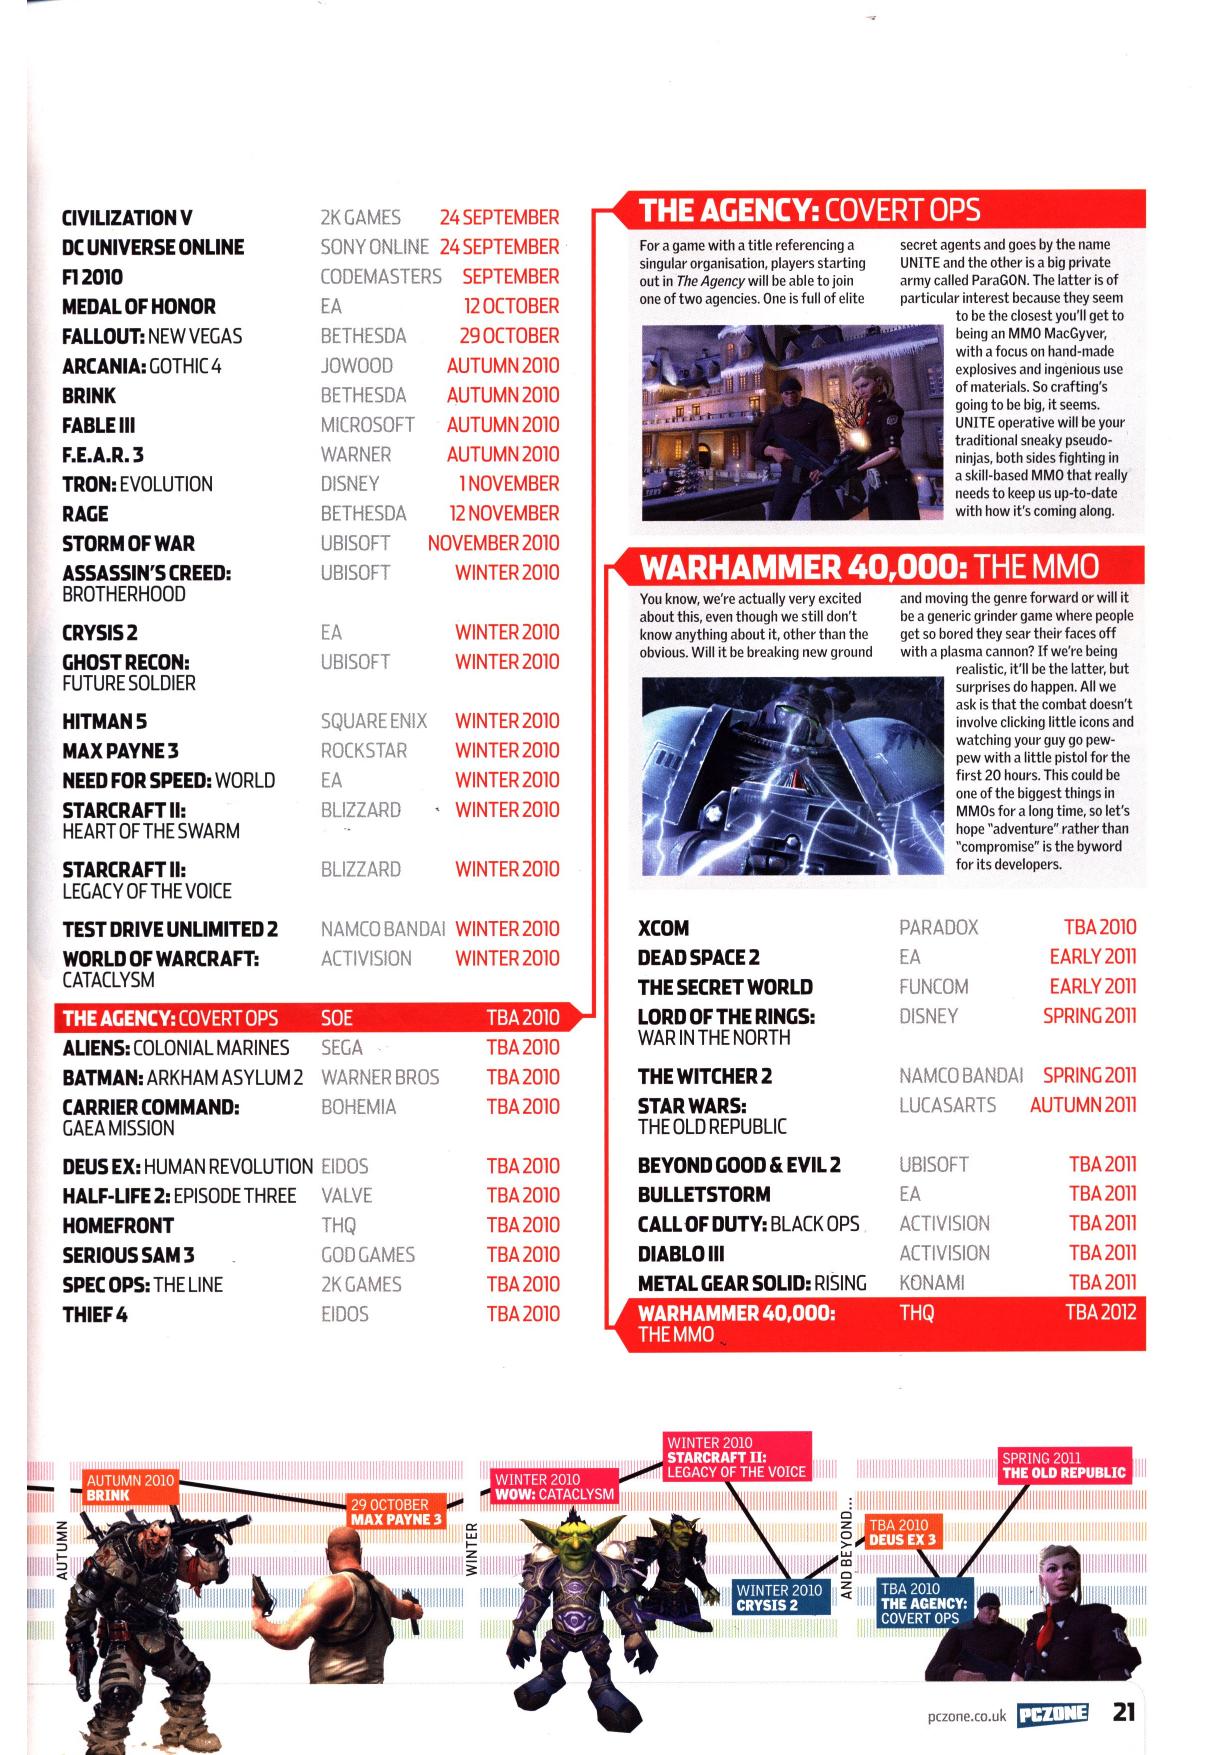 CIVILIZATION V 2K GAMES 24 SEPTEMBER
DC UNIVERSE ONLINE SONY ONLINE 24 SEPTEMBER
F1 2010 CODEMASTERS SEPTEMBER
MEDAL OF HONOR EA 12 OCTOBER
FALLOUT: NEW VEGAS BETHESDA 29 OCTOBER
ARCANIA: GOTHIC 4 JOWOOD AUTUMN 2010
BRINK BETHESDA AUTUMN 2010
FABLE III MICROSOFT AUTUMN 2010
F.E.A.R. 3 WARNER AUTUMN 2010
TRON: EVOLUTION DISNEY 1 NOVEMBER
RAGE BETHESDA 12 NOVEMBER
STORM OF WAR UBISOFT NOVEMBER 2010
ASSASSIN'S CREED: UBISOFT WINTER 2010
BROTHERHOOD
CRYSIS 2 EA WINTER 2010
GHOST RECON: UBISOFT WINTER 2010
FUTURE SOLDIER
HITMAN 5 SQUARE ENIX WINTER 2010
MAX PAYNE 3 ROCKSTAR WINTER 2010
NEED FOR SPEED: WORLD EA WINTER 2010
STARCRAFT II: BLIZZARD WINTER 2010
HEART OF THE SWARM
STARCRAFT II: BLIZZARD WINTER 2010
LEGACY OF THE VOICE
TEST DRIVE UNLIMITED 2 NAMCO BANDAI WINTER 2010
WORLD OF WARCRAFT: ACTIVISION WINTER 2010
CATACLYSM
THE AGENCY: COVERT OPS SOE TBA 2010
ALIENS: COLONIAL MARINES SEGA TBA 2010
BATMAN: ARKHAM ASYLUM 2 WARNER BROS TBA 2010
CARRIER COMMAND: BOHEMIA TBA 2010
GAEA MISSION
DEUS EX: HUMAN REVOLUTION EIDOS TBA 2010
HALF-LIFE 2: EPISODE THREE VALVE TBA 2010
HOMEFRONT THQ TBA 2010
SERIOUS SAM 3 GOD GAMES TBA 2010
SPEC OPS: THE LINE 2K GAMES TBA 2010
THIEF 4 EIDOS TBA 2010
THE AGENCY: COVERT OPS
For a game with a title referencing a
singular organisation, players starting
out in The Agency will be able to join
one of two agencies. One is full of elite
secret agents and goes by the name
UNITE and the other is a big private
army called ParaGON. The latter is of
particular interest because they seem
to be the closest you'll get to
being an MMO MacGyver,
with a focus on hand-made
explosives and ingenious use
of materials. So crafting's
going to be big, it seems.
UNITE operative will be your
traditional sneaky pseudo-
ninjas, both sides fighting in
a skill-based MMO that really
needs to keep us up-to-date
with how it's coming along.
WARHAMMER 40,000: THE MMO
You know, we're actually very excited
about this, even though we still don't
know anything about it, other than the
obvious. Will it be breaking new ground
and moving the genre forward or will it
be a generic grinder game where people
get so bored they sear their faces off
with a plasma cannon? If we're being
realistic, it'll be the latter, but
surprises do happen. All we
ask is that the combat doesn't
involve clicking little icons and
watching your guy go pew-
pew with a little pistol for the
first 20 hours. This could be
one of the biggest things in
MMOs for a long time, so let's
hope "adventure" rather than
"compromise" is the byword
for its developers.
XCOM PARADOX TBA 2010
DEAD SPACE 2 EA EARLY 2011
THE SECRET WORLD FUNCOM EARLY 2011
LORD OF THE RINGS: DISNEY SPRING 2011
WAR IN THE NORTH
THE WITCHER 2 NAMCO BANDAI SPRING 2011
STAR WARS: LUCASARTS AUTUMN 2011
THE OLD REPUBLIC
BEYOND GOOD & EVIL 2 UBISOFT TBA 2011
BULLETSTORM EA TBA 2011
CALL OF DUTY: BLACK OPS ACTIVISION TBA 2011
DIABLO III ACTIVISION TBA 2011
METAL GEAR SOLID: RISING KONAMI TBA 2011
WARHAMMER 40,000: THQ TBA 2012
THE MMO
AUTUMN
AUTUMN 2010
BRINK
29 OCTOBER
MAX PAYNE 3
WINTER
WINTER 2010
WOW: CATACLYSM
WINTER 2010
STARCRAFT II:
LEGACY OF THE VOICE
WINTER 2010
CRYSIS 2
AND BEYOND...
TBA 2010
DEUS EX 3
TBA 2010
THE AGENCY:
COVERT OPS
SPRING 2011
THE OLD REPUBLIC
pczone.co.uk PCZONE 21